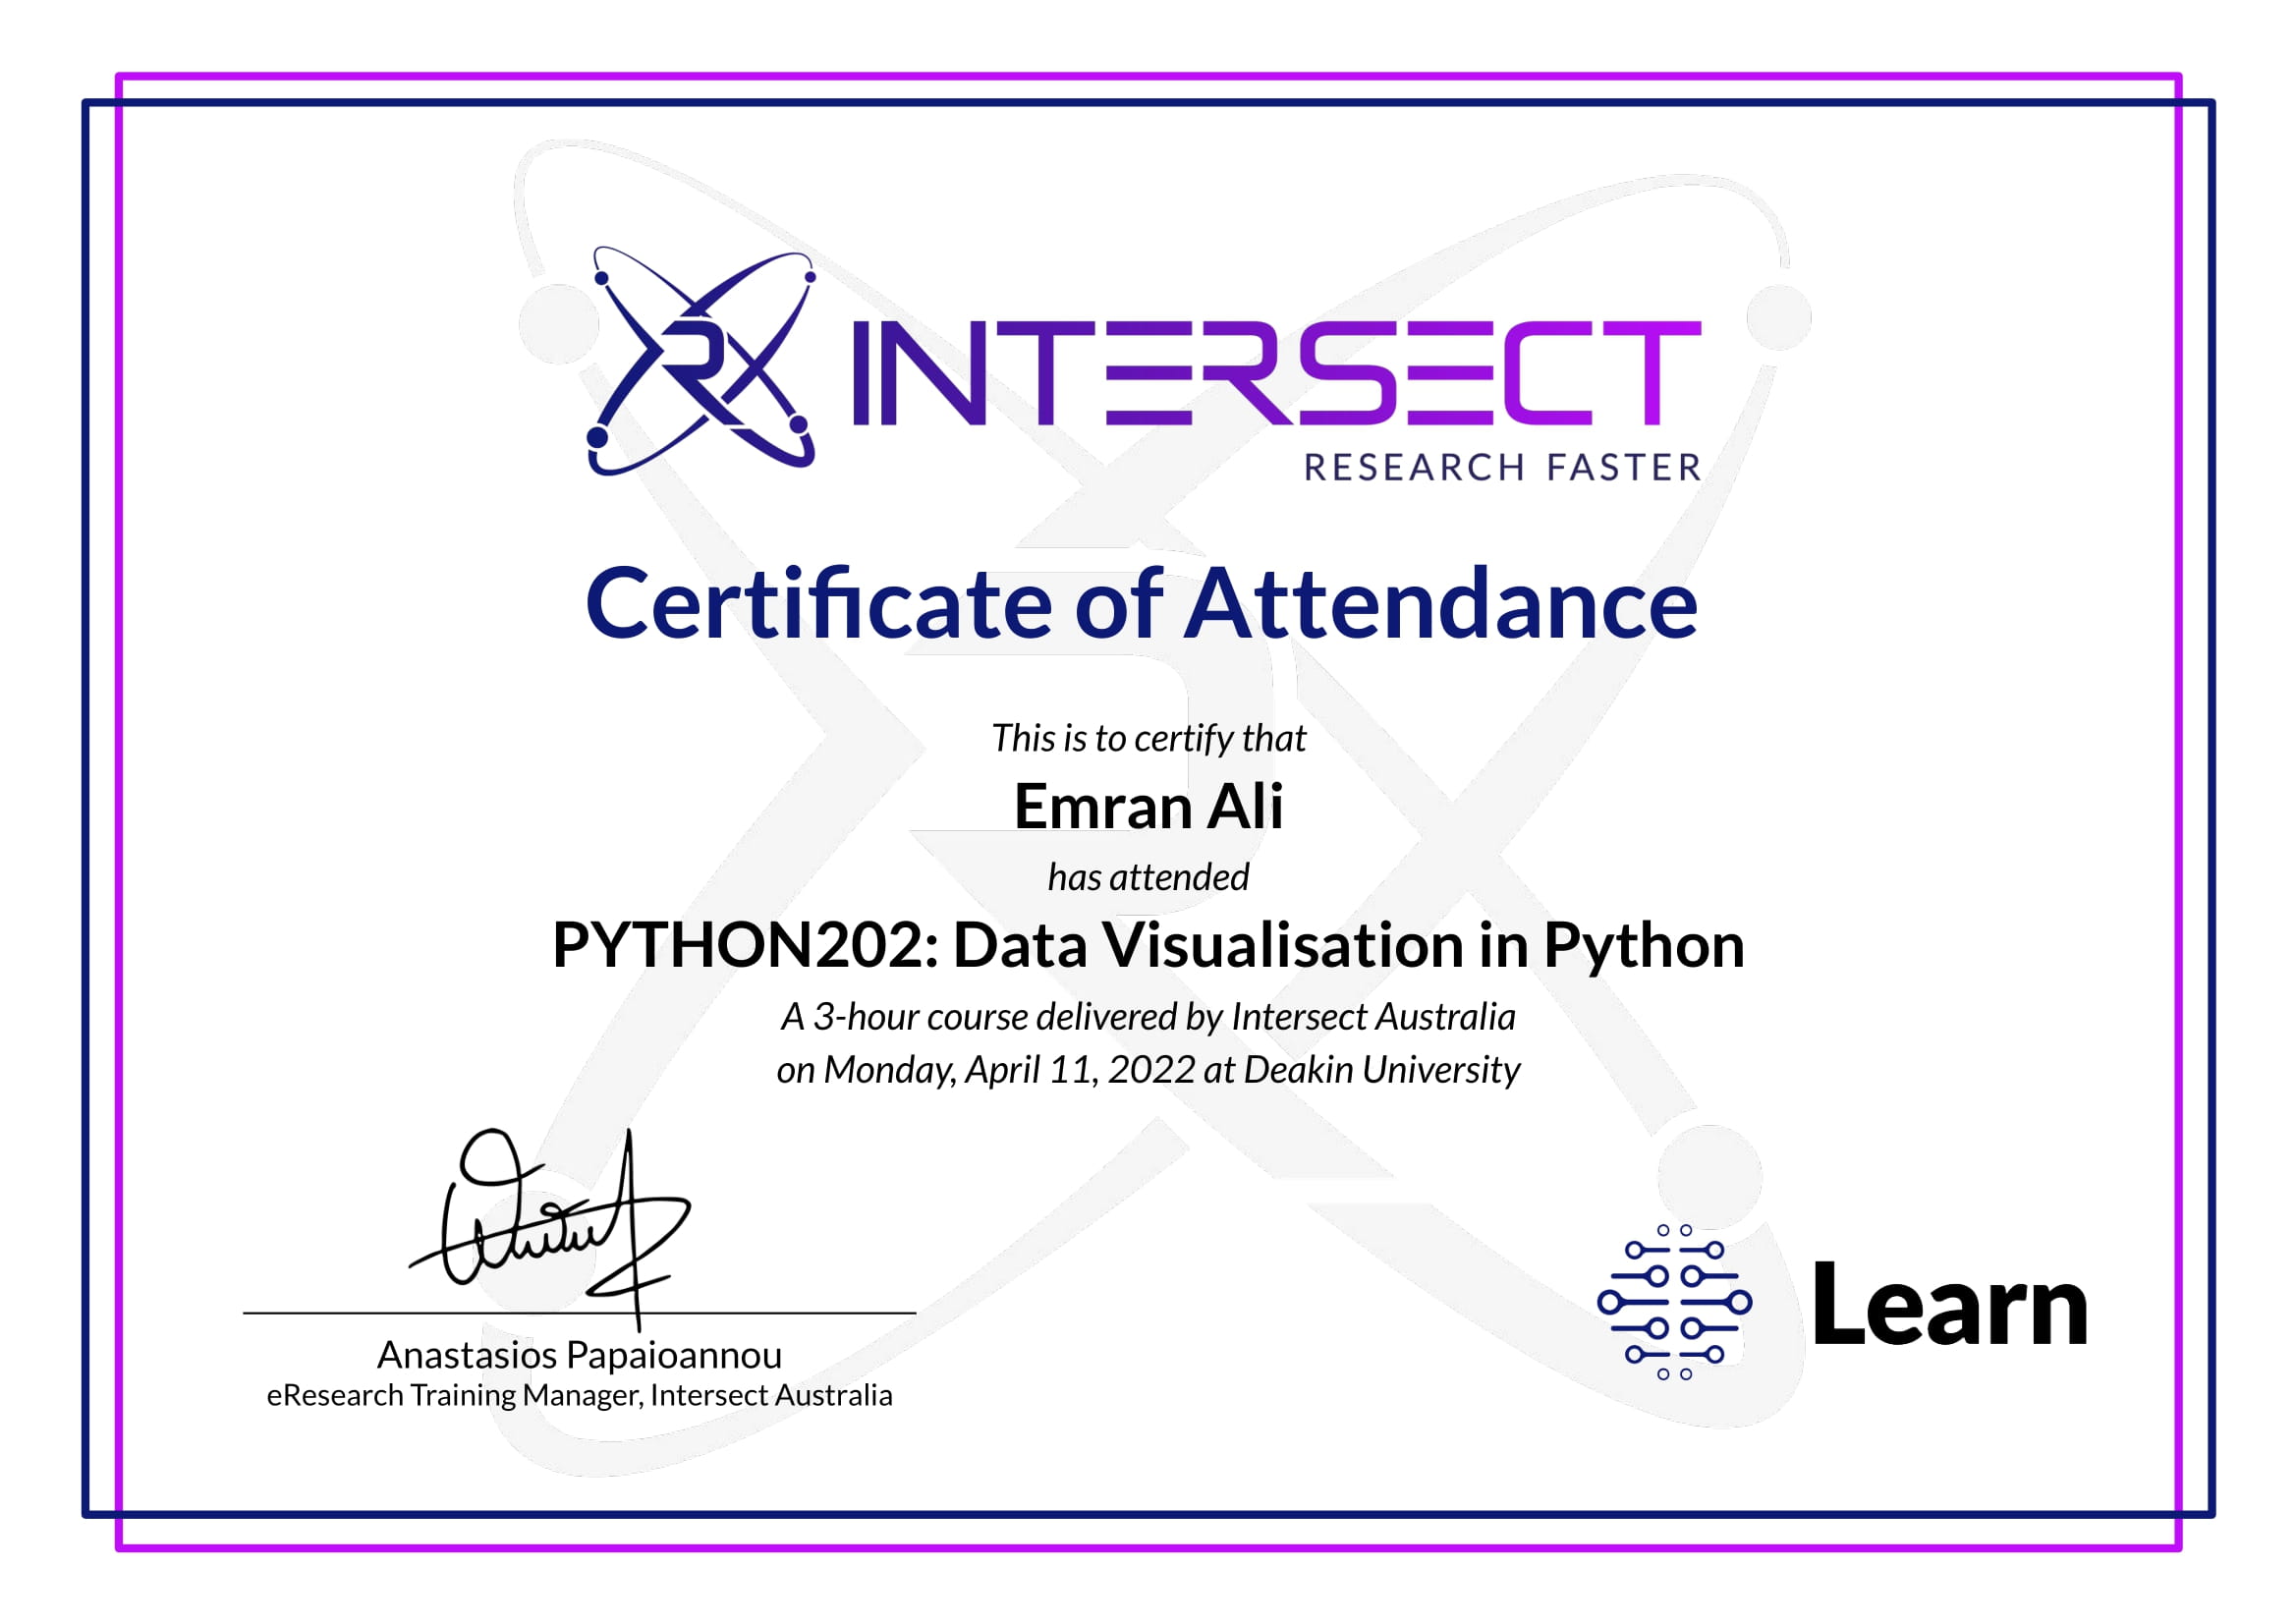 INTERSECT
RESEARCH FASTER
Certificate of Attendance
This is to certify that
Emran Ali
has attended
PYTHON202: Data Visualisation in Python
A 3-hour course delivered by Intersect Australia
on Monday, April 11, 2022 at Deakin University
Anastasios Papaioannou
eResearch Training Manager, Intersect Australia
Learn